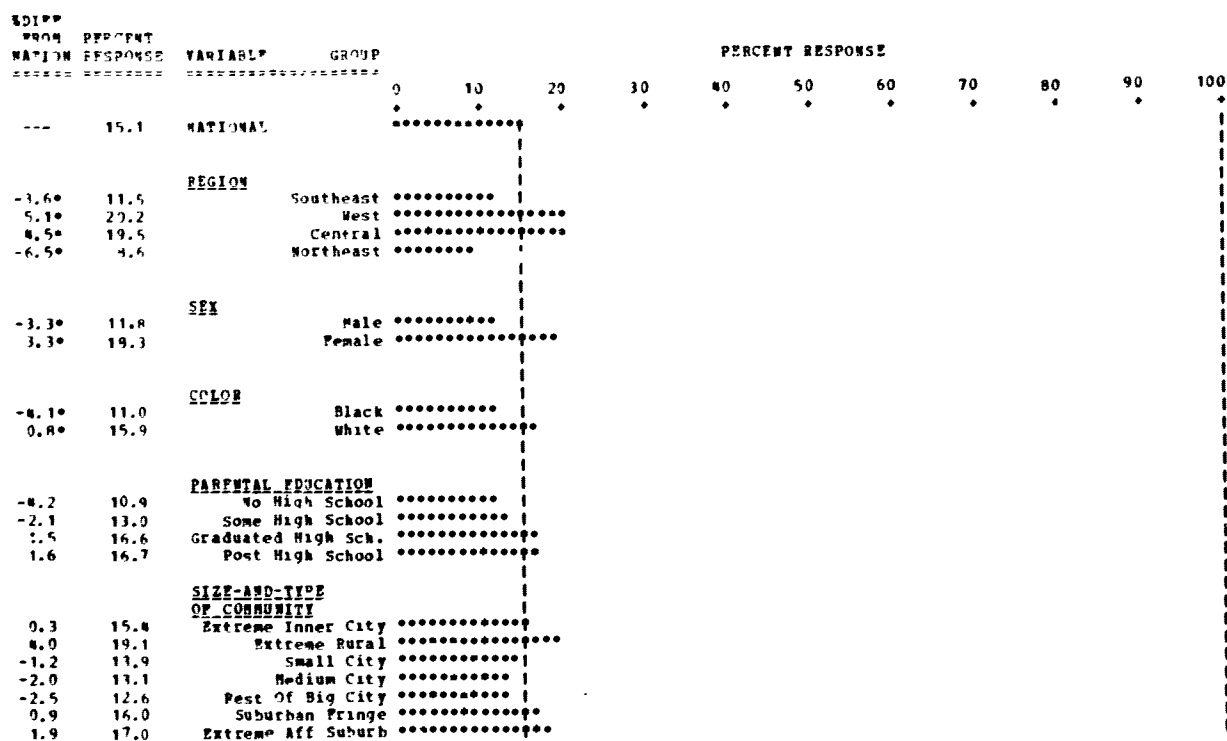 %DIFF
FROM PERCENT
NATION RESPONSE VARIABLE GROUP PERCENT RESPONSE
0 10 20 30 40 50 60 70 80 90 100
--- 15.1 NATIONAL
REGION
-3.6* 11.5 Southeast
5.1* 20.2 West
4.5* 19.5 Central
-6.5* 8.6 Northeast
SEX
-3.3* 11.8 Male
3.3* 19.3 Female
COLOR
-4.1* 11.0 Black
0.8* 15.9 White
PARENTAL EDUCATION
-4.2 10.9 No High School
-2.1 13.0 Some High School
1.5 16.6 Graduated High Sch.
1.6 16.7 Post High School
SIZE-AND-TYPE
OF COMMUNITY
0.3 15.4 Extreme Inner City
4.0 19.1 Extreme Rural
-1.2 13.9 Small City
-2.0 13.1 Medium City
-2.5 12.6 Rest Of Big City
0.9 16.0 Suburban Fringe
1.9 17.0 Extreme Aff Suburb